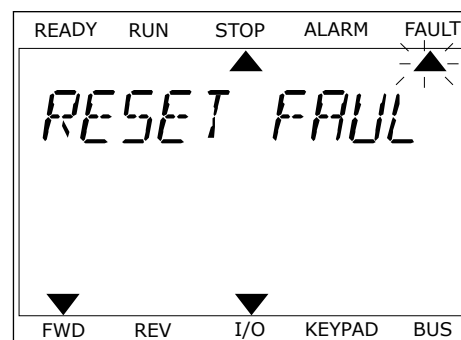 READY RUN STOP ALARM FAULT
RESET FAUL
FWD REV I/O KEYPAD BUS